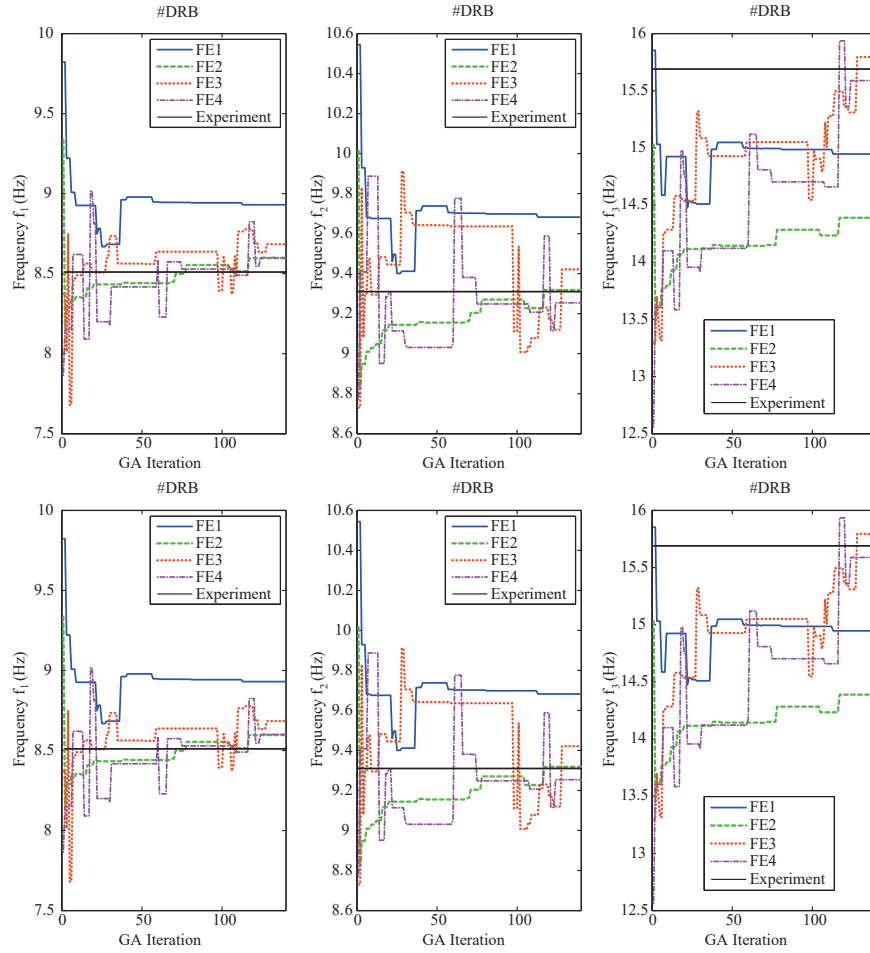 #DRB
10
9.5
9
8.5
8
7.5
Frequency f1 (Hz)
0
50
100
GA Iteration
FE1
FE2
FE3
FE4
Experiment
#DRB
10.6
10.4
10.2
10
9.8
9.6
9.4
9.2
9
8.8
8.6
Frequency f2 (Hz)
0
50
100
GA Iteration
FE1
FE2
FE3
FE4
Experiment
#DRB
16
15.5
15
14.5
14
13.5
13
12.5
Frequency f3 (Hz)
0
50
100
GA Iteration
FE1
FE2
FE3
FE4
Experiment
#DRB
10
9.5
9
8.5
8
7.5
Frequency f1 (Hz)
0
50
100
GA Iteration
FE1
FE2
FE3
FE4
Experiment
#DRB
10.6
10.4
10.2
10
9.8
9.6
9.4
9.2
9
8.8
8.6
Frequency f2 (Hz)
0
50
100
GA Iteration
FE1
FE2
FE3
FE4
Experiment
#DRB
16
15.5
15
14.5
14
13.5
13
12.5
Frequency f3 (Hz)
0
50
100
GA Iteration
FE1
FE2
FE3
FE4
Experiment